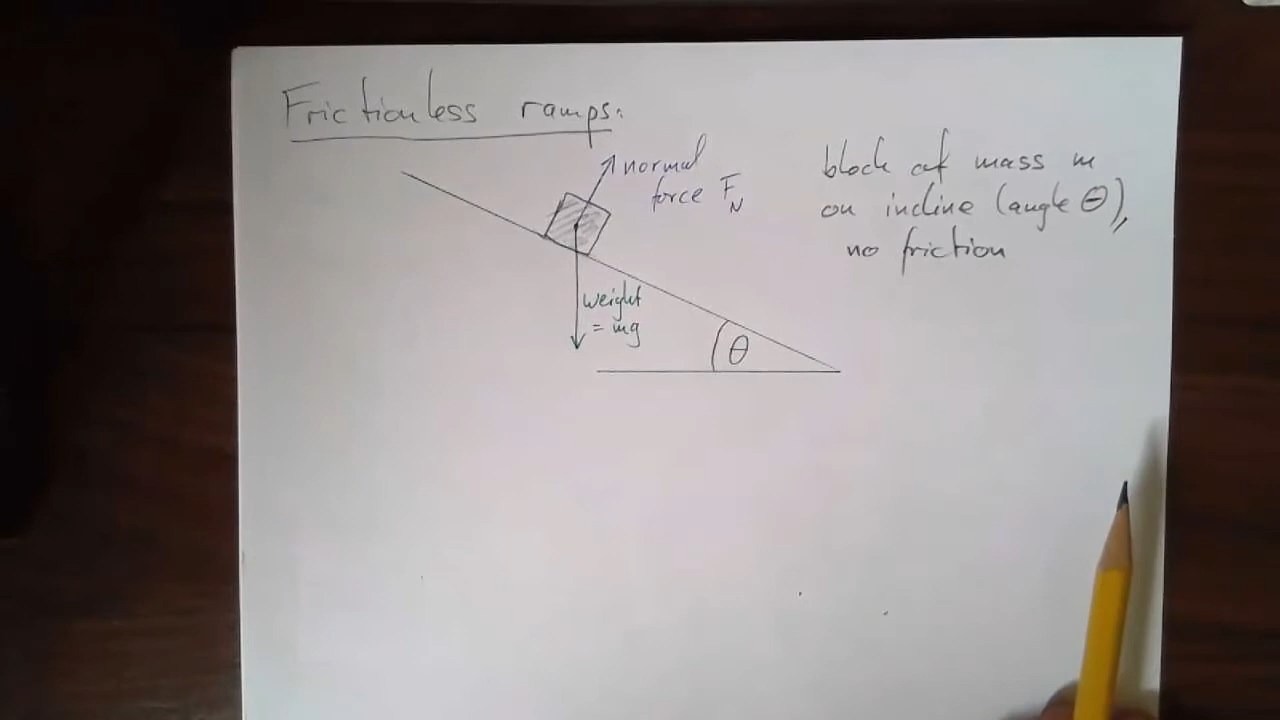 Frictionless ramps:
normal
force F_N
block of mass m
on incline (angle θ),
no friction
weight
= mg
θ